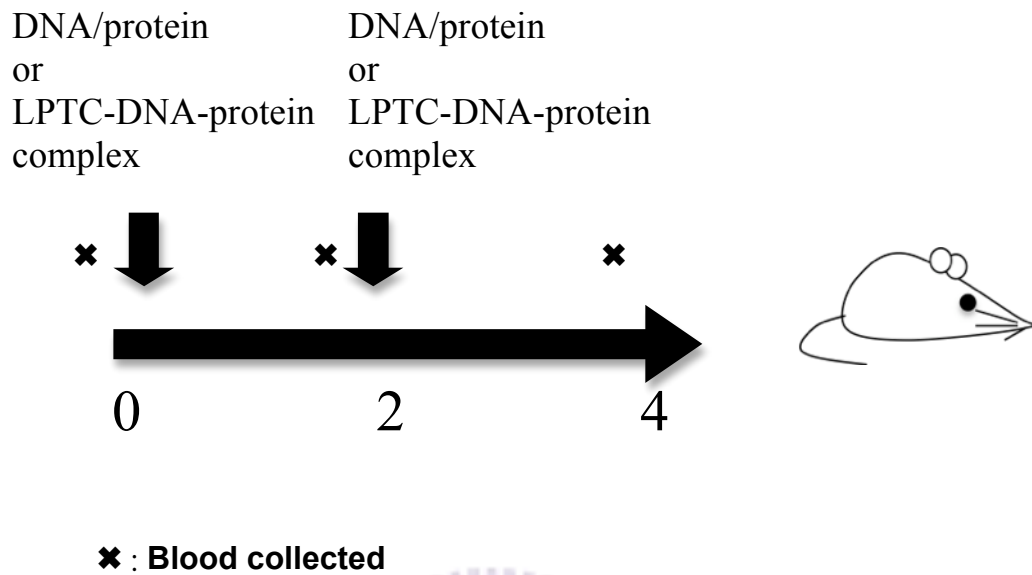 DNA/protein
or
LPTC-DNA-protein
complex
DNA/protein
or
LPTC-DNA-protein
complex
0 2 4
✖ : Blood collected